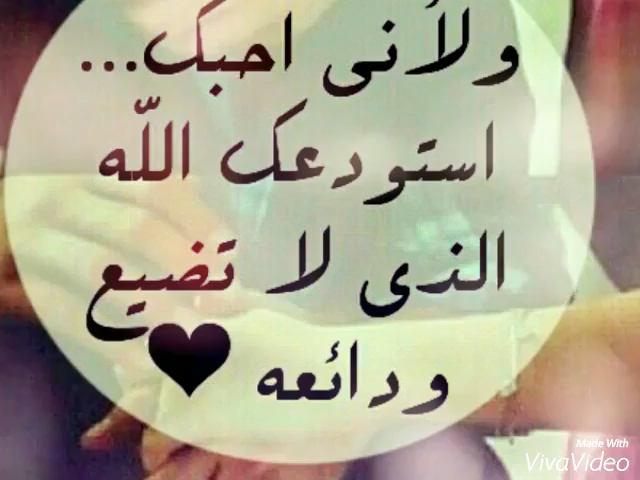 ولأنى احبك...
استودعك الله
الذى لا تضيع
ودائعه ♥
Made With
VivaVideo